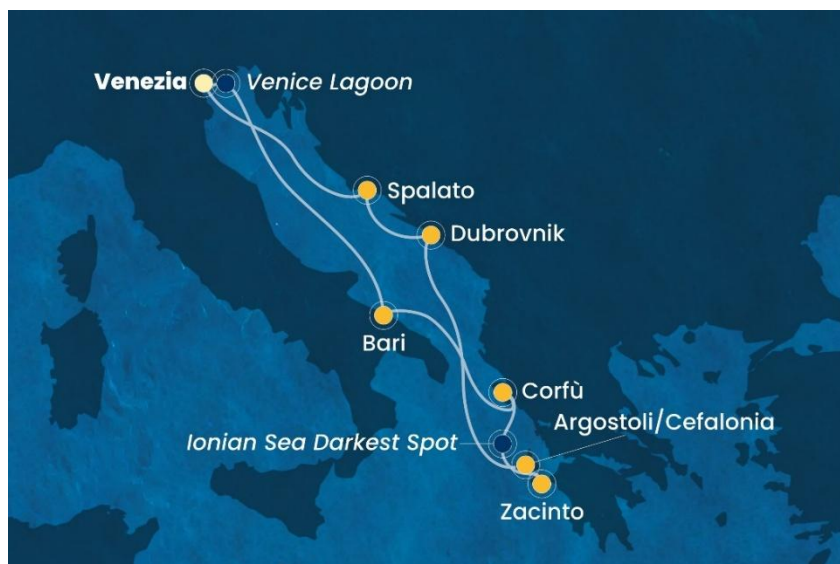 Venezia
Venice Lagoon
Spalato
Dubrovnik
Bari
Corfù
Argostoli/Cefalonia
Ionian Sea Darkest Spot
Zacinto